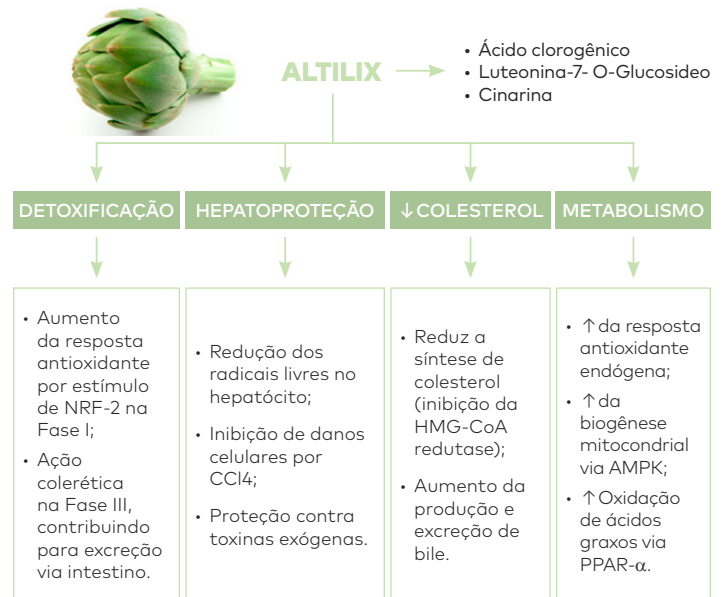 ALTILIX
• Ácido clorogênico
• Luteonina-7- O-Glucosideo
• Cinarina
DETOXIFICAÇÃO
HEPATOPROTEÇÃO
↓COLESTEROL
METABOLISMO
• Aumento
da resposta
antioxidante
por estímulo
de NRF-2 na
Fase I;
• Ação
colerética
na Fase III,
contribuindo
para excreção
via intestino.
• Redução dos
radicais livres no
hepatócito;
• Inibição de danos
celulares por
CCl4;
• Proteção contra
toxinas exógenas.
• Reduz a
síntese de
colesterol
(inibição da
HMG-CoA
redutase);
• Aumento da
produção e
excreção de
bile.
• ↑da resposta
antioxidante
endógena;
• ↑da
biogênese
mitocondrial
via AMPK;
• ↑Oxidação
de ácidos
graxos via
PPAR-α.